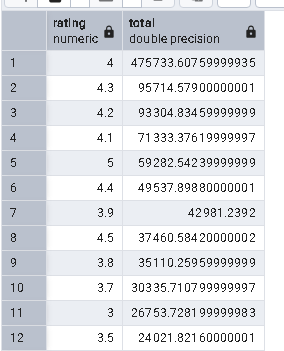 rating total
numeric double precision
1 4 475733.60759999935
2 4.3 95714.57900000001
3 4.2 93304.83459999999
4 4.1 71333.37619999997
5 5 59282.54239999999
6 4.4 49537.89880000001
7 3.9 42981.2392
8 4.5 37460.58420000002
9 3.8 35110.25959999999
10 3.7 30335.710799999997
11 3 26753.728199999983
12 3.5 24021.82160000001